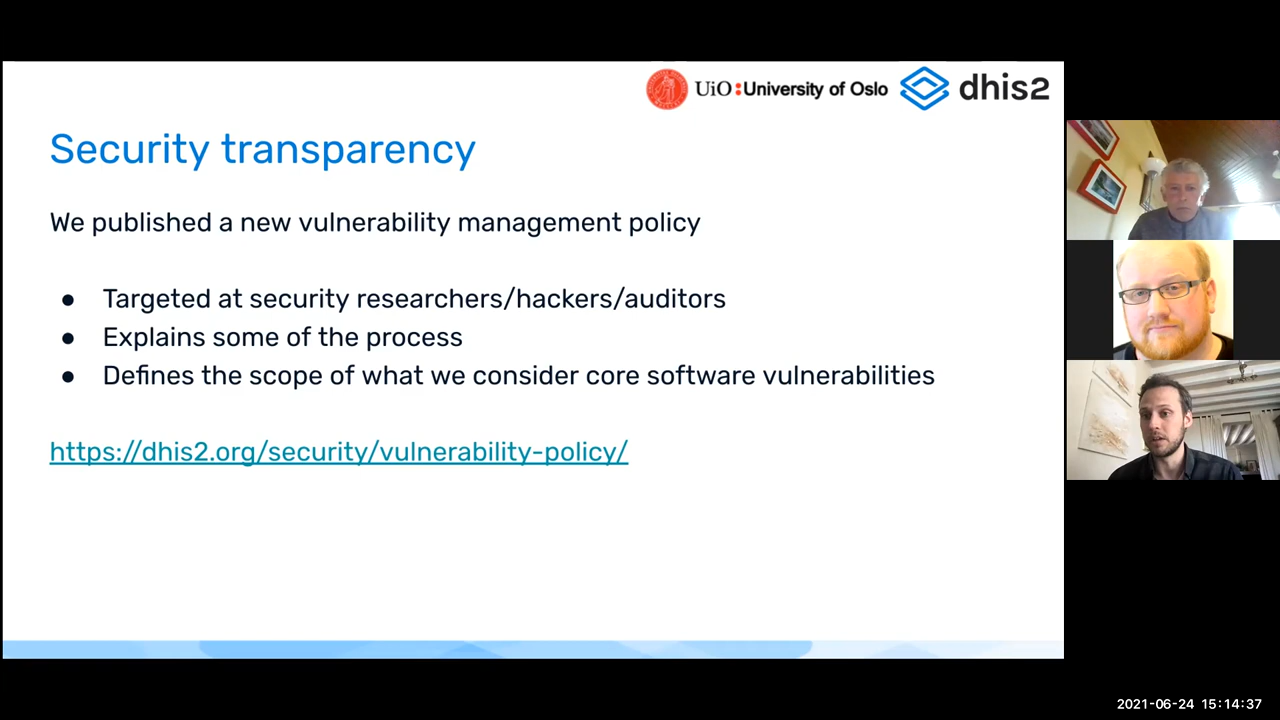 UiO:University of Oslo dhis2
Security transparency
We published a new vulnerability management policy
● Targeted at security researchers/hackers/auditors
● Explains some of the process
● Defines the scope of what we consider core software vulnerabilities
https://dhis2.org/security/vulnerability-policy/
2021-06-24 15:14:37